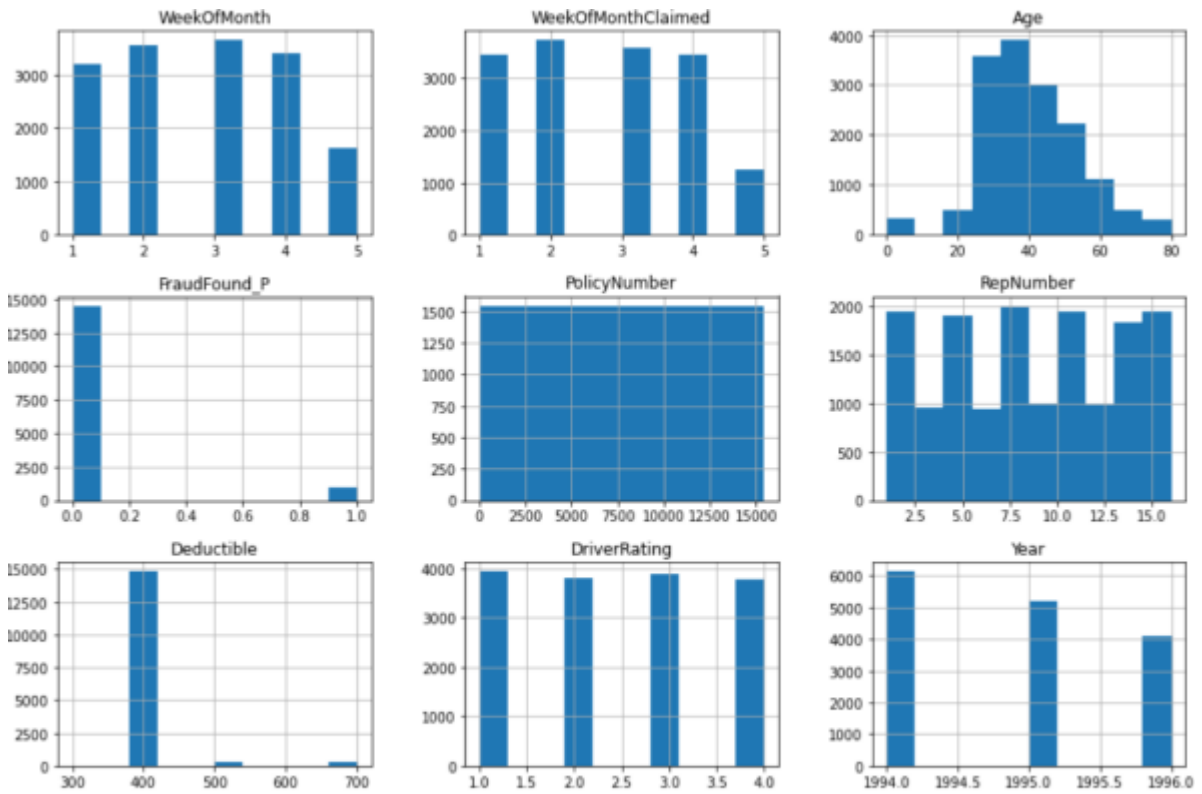 WeekOfMonth
3000
2000
1000
0
1 2 3 4 5
WeekOfMonthClaimed
3000
2000
1000
0
1 2 3 4 5
Age
4000
3000
2000
1000
0
0 20 40 60 80
FraudFound_P
15000
12500
10000
7500
5000
2500
0
0.0 0.2 0.4 0.6 0.8 1.0
PolicyNumber
1500
1250
1000
750
500
250
0
0 2500 5000 7500 10000 12500 15000
RepNumber
2000
1500
1000
500
0
2.5 5.0 7.5 10.0 12.5 15.0
Deductible
15000
12500
10000
7500
5000
2500
0
300 400 500 600 700
DriverRating
4000
3000
2000
1000
0
1.0 1.5 2.0 2.5 3.0 3.5 4.0
Year
6000
5000
4000
3000
2000
1000
0
1994.0 1994.5 1995.0 1995.5 1996.0